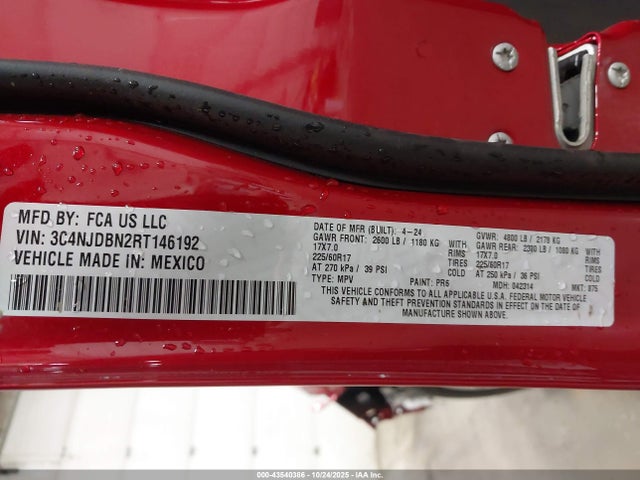 MFD BY: FCA US LLC
VIN: 3C4NJDBN2RT146192
VEHICLE MADE IN: MEXICO
DATE OF MFR (BUILT): 4-24 GVWR: 4800 LB / 2178 KG
GAWR FRONT: 2600 LB / 1180 KG WITH GAWR REAR: 2380 LB / 1080 KG WITH
17X7.0 RIMS 17X7.0 RIMS
225/60R17 TIRES 225/60R17 TIRES
AT 270 kPa / 39 PSI COLD AT 250 kPa / 36 PSI COLD
TYPE: MPV PAINT: PR6 MDH: 042314 MKT: 875
THIS VEHICLE CONFORMS TO ALL APPLICABLE U.S.A. FEDERAL MOTOR VEHICLE
SAFETY AND THEFT PREVENTION STANDARDS IN EFFECT ON THE DATE OF
MANUFACTURE SHOWN ABOVE.
000-43540366 - 10/24/2025 - IAA Inc.